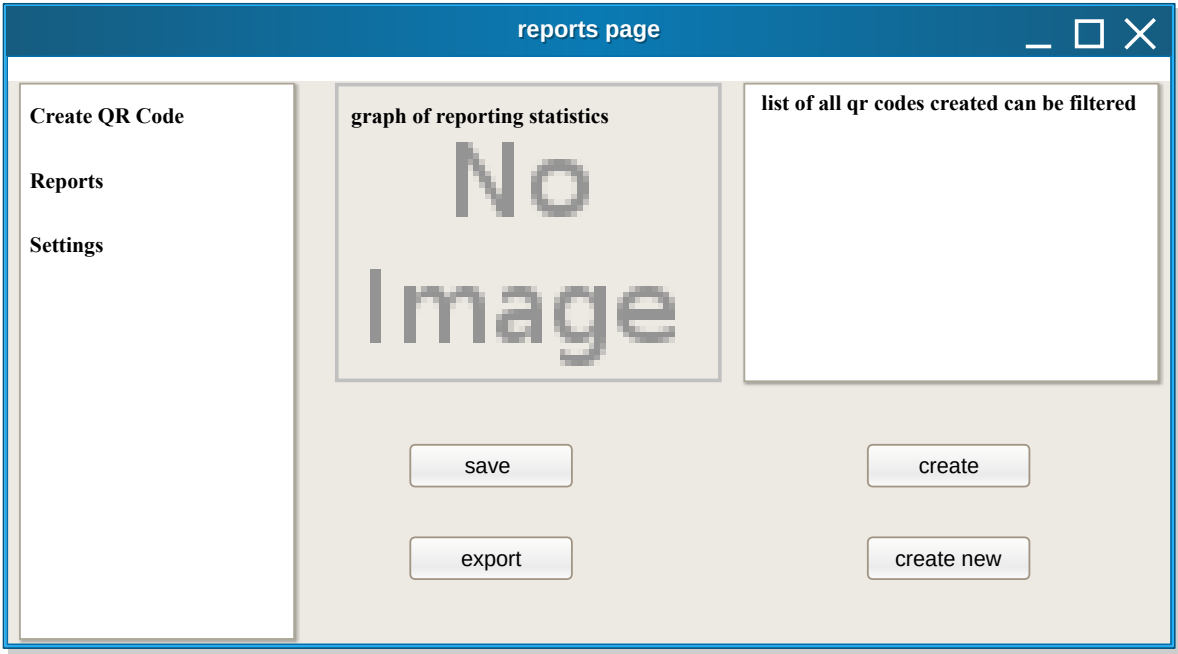 reports page
Create QR Code
Reports
Settings
graph of reporting statistics
No
Image
list of all qr codes created can be filtered
save
create
export
create new